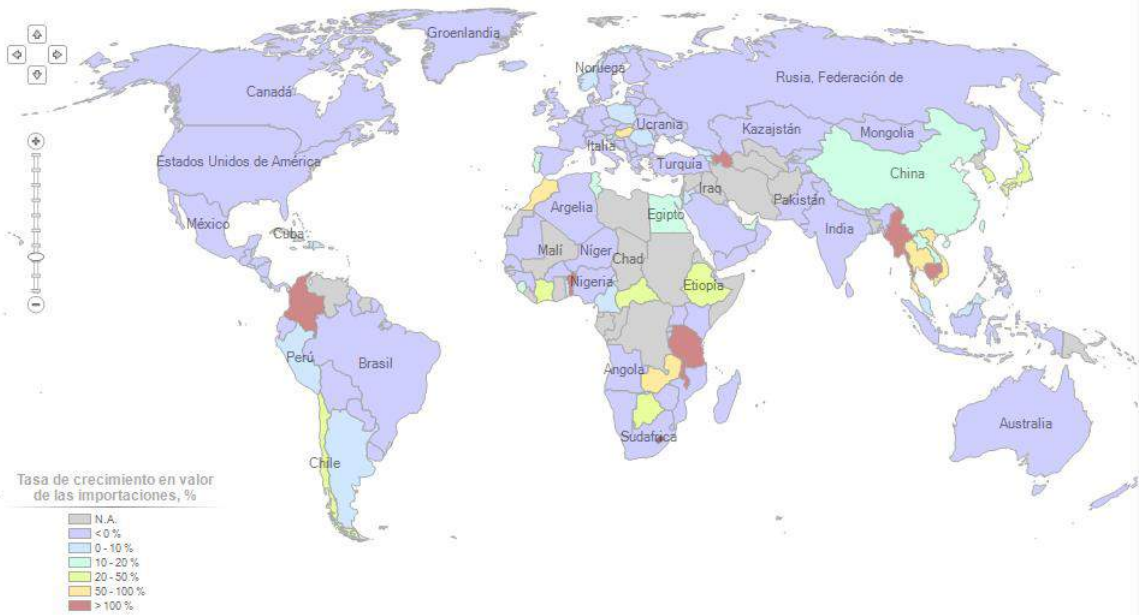 Groenlandia
Noruega
Rusia, Federación de
Canadá
Ucrania
Kazajstán
Mongolia
Italia
Estados Unidos de América
Turquía
China
Iraq
Pakistán
Argelia
Egipto
México
India
Cuba
Malí
Níger
Chad
Nigeria
Etiopía
Perú
Brasil
Angola
Australia
Sudáfrica
Chile
Tasa de crecimiento en valor
de las importaciones, %
N.A.
< 0 %
0 - 10 %
10 - 20 %
20 - 50 %
50 - 100 %
> 100 %